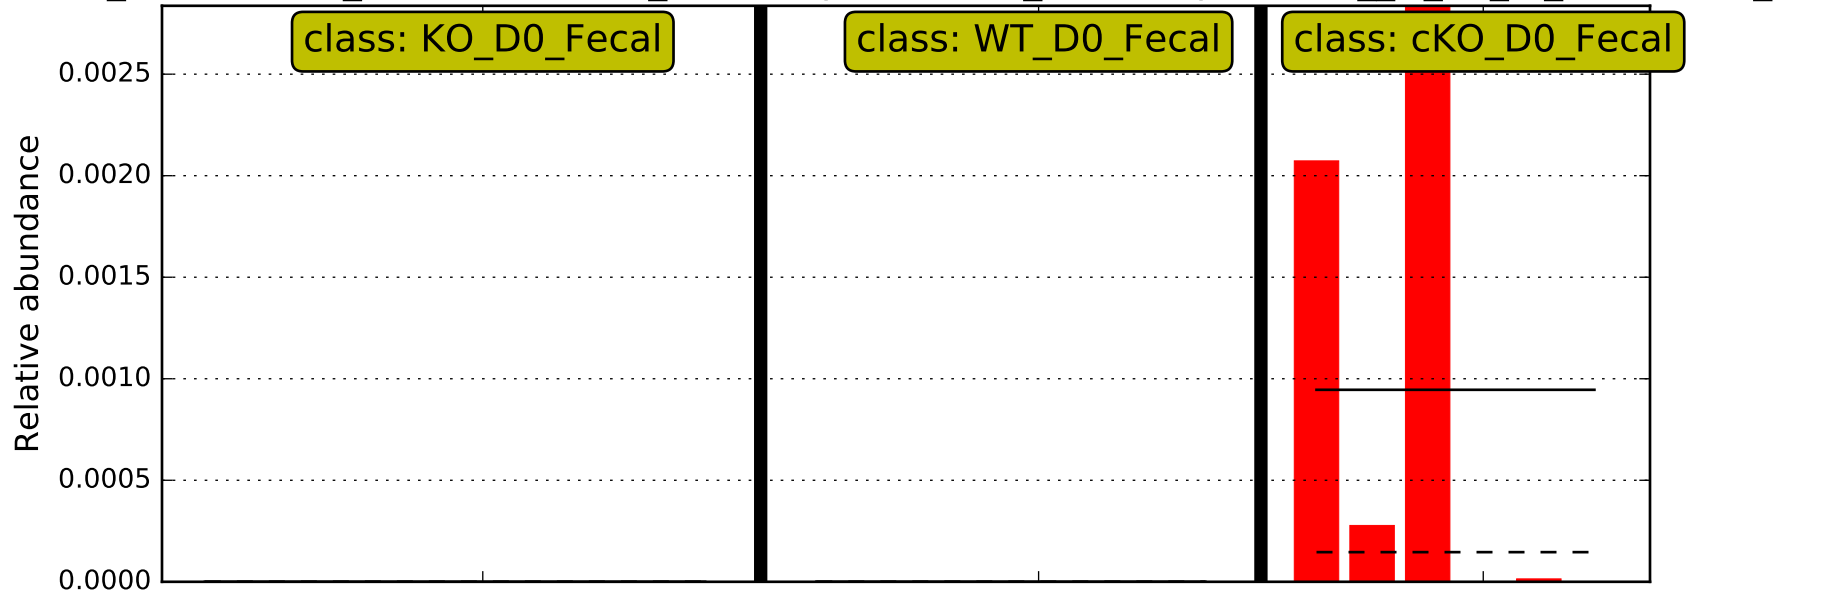 class: KO_D0_Fecal
class: WT_D0_Fecal
class: cKO_D0_Fecal
Relative abundance
0.0025
0.0020
0.0015
0.0010
0.0005
0.0000